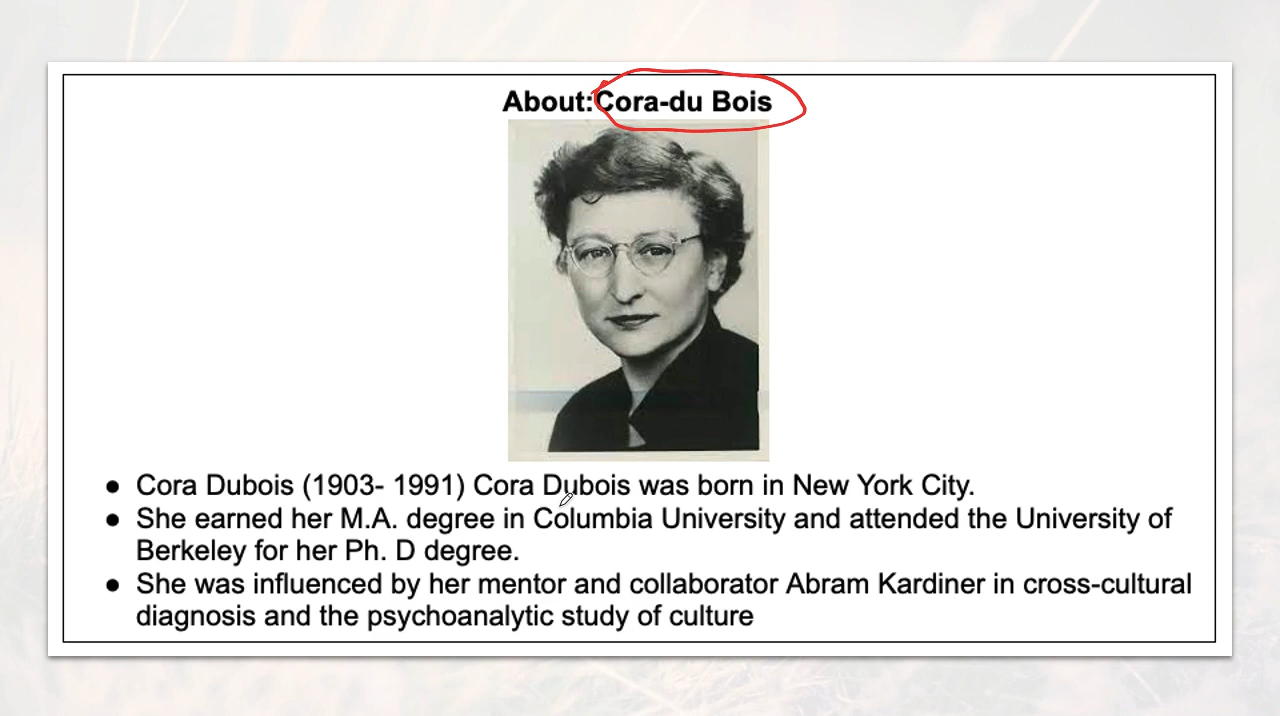 About:Cora-du Bois
● Cora Dubois (1903- 1991) Cora Dubois was born in New York City.
● She earned her M.A. degree in Columbia University and attended the University of
Berkeley for her Ph. D degree.
● She was influenced by her mentor and collaborator Abram Kardiner in cross-cultural
diagnosis and the psychoanalytic study of culture